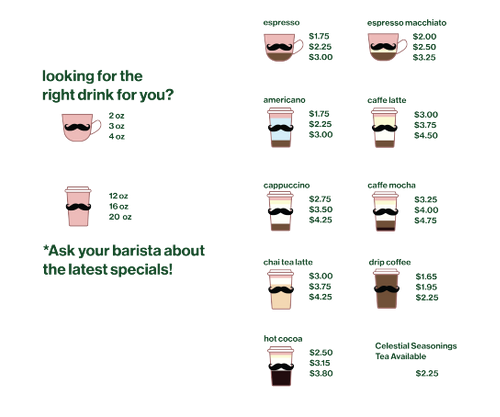 looking for the
right drink for you?
2 oz
3 oz
4 oz
12 oz
16 oz
20 oz
*Ask your barista about
the latest specials!
espresso
$1.75
$2.25
$3.00
espresso macchiato
$2.00
$2.50
$3.25
americano
$1.75
$2.25
$3.00
caffe latte
$3.00
$3.75
$4.50
cappuccino
$2.75
$3.50
$4.25
caffe mocha
$3.25
$4.00
$4.75
chai tea latte
$3.00
$3.75
$4.25
drip coffee
$1.65
$1.95
$2.25
hot cocoa
$2.50
$3.15
$3.80
Celestial Seasonings
Tea Available
$2.25